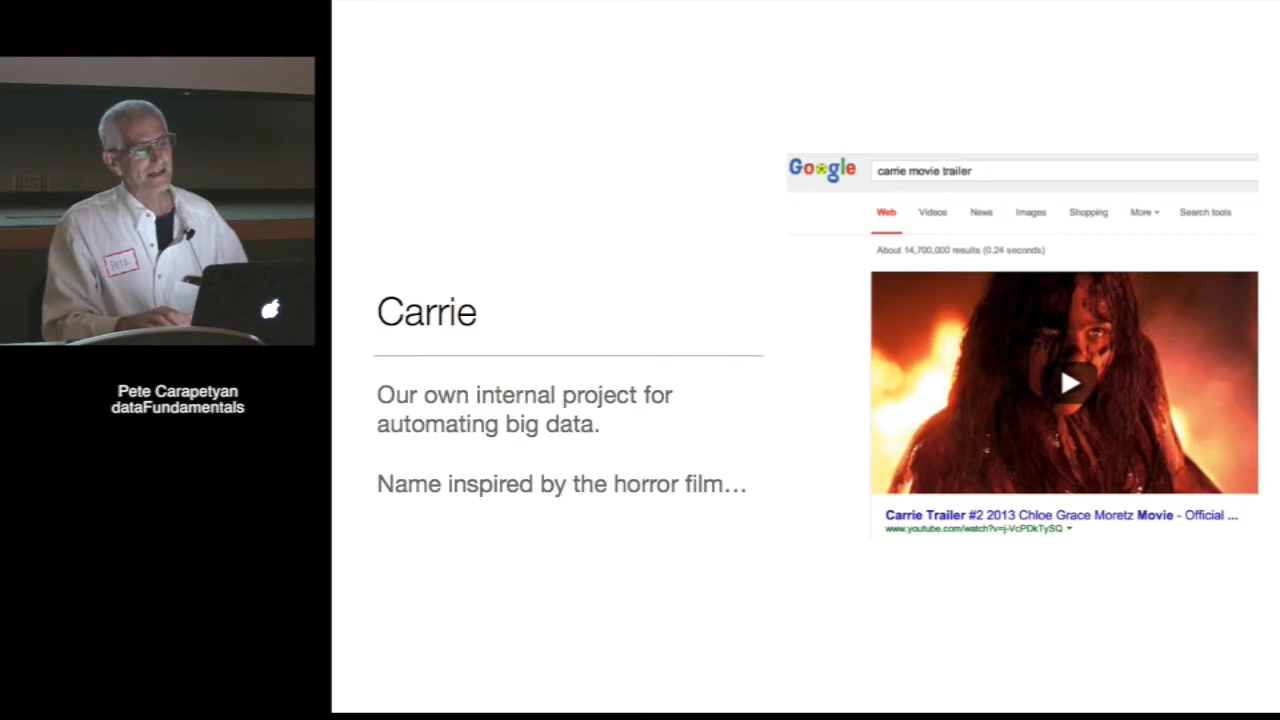 PETE
Pete Carapetyan
dataFundamentals
Carrie
Our own internal project for
automating big data.
Name inspired by the horror film…
Google
carrie movie trailer
Web Videos News Images Shopping More Search tools
About 14,700,000 results (0.24 seconds)
Carrie Trailer #2 2013 Chloe Grace Moretz Movie - Official ...
www.youtube.com/watch?v=j-VcPDkTySQ